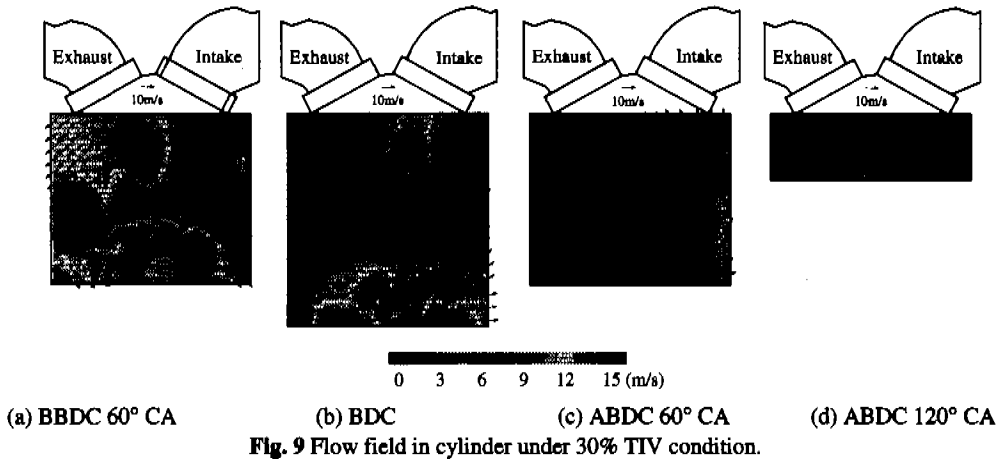 Exhaust Intake Exhaust Intake Exhaust Intake Exhaust Intake
10m/s 10m/s 10m/s 10m/s
0 3 6 9 12 15 (m/s)
(a) BBDC 60° CA (b) BDC (c) ABDC 60° CA (d) ABDC 120° CA
Fig. 9 Flow field in cylinder under 30% TIV condition.